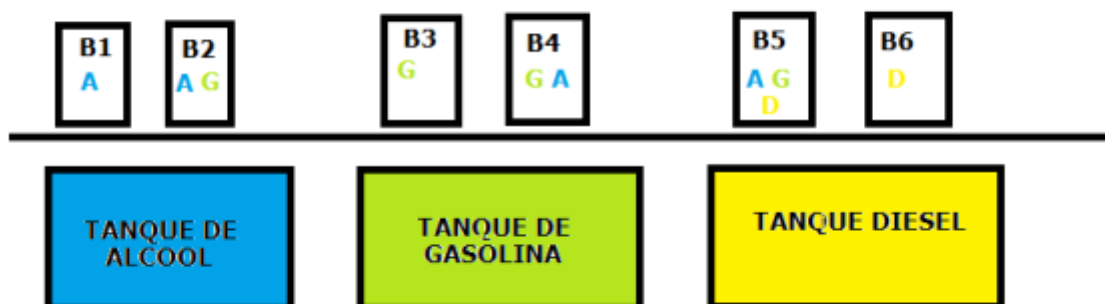 B1
A
B2
A G
B3
G
B4
G A
B5
A G
D
B6
D
TANQUE DE
ALCOOL
TANQUE DE
GASOLINA
TANQUE DIESEL